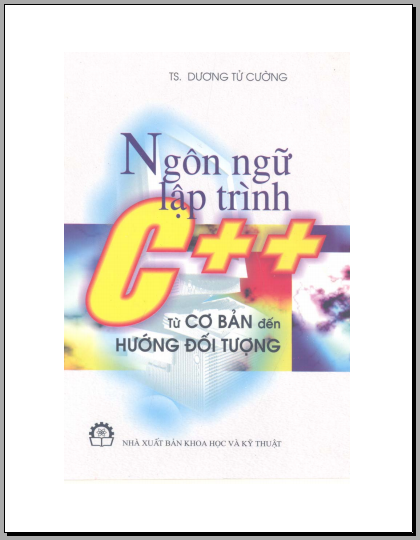 TS. DƯƠNG TỬ CƯỜNG
Ngôn ngữ
lập trình
C++
Từ CƠ BẢN đến
HƯỚNG ĐỐI TƯỢNG
NHÀ XUẤT BẢN KHOA HỌC VÀ KỸ THUẬT